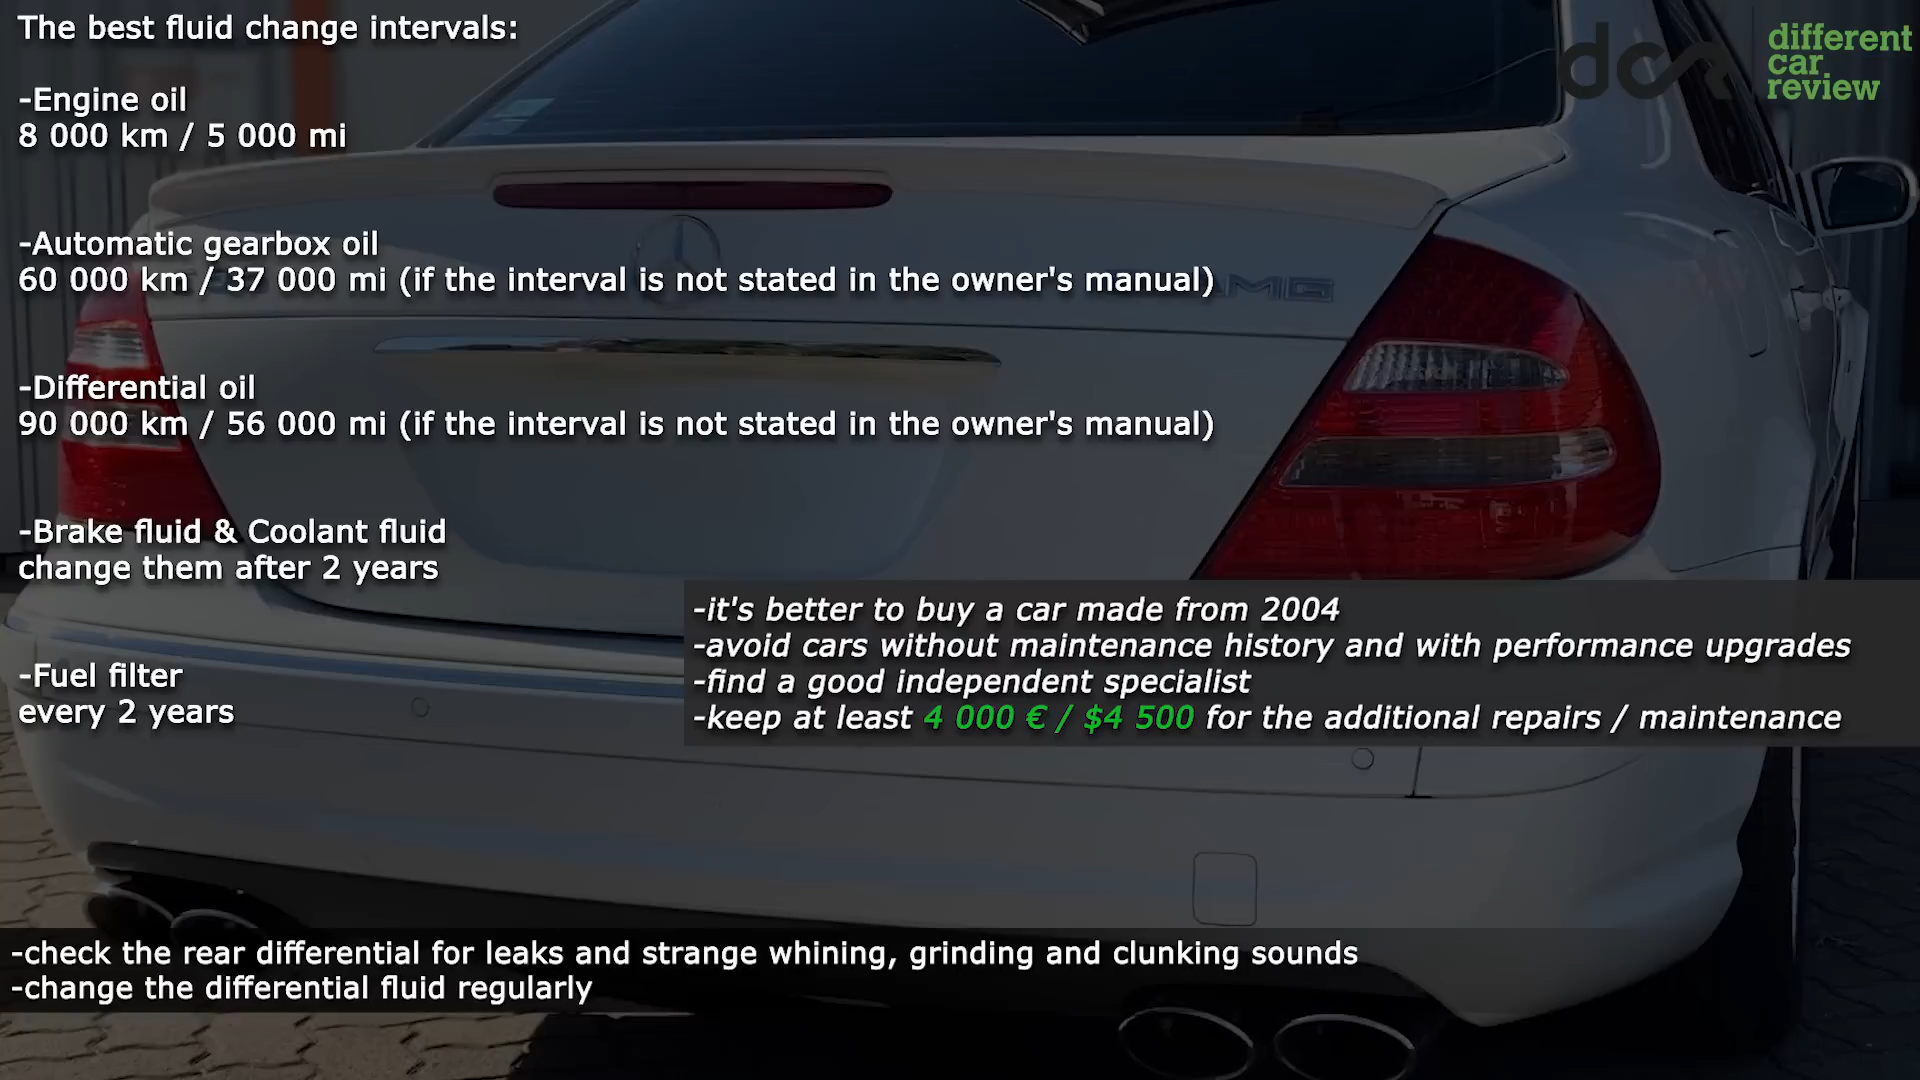 The best fluid change intervals:
-Engine oil
8 000 km / 5 000 mi
-Automatic gearbox oil
60 000 km / 37 000 mi (if the interval is not stated in the owner's manual)
-Differential oil
90 000 km / 56 000 mi (if the interval is not stated in the owner's manual)
-Brake fluid & Coolant fluid
change them after 2 years
-Fuel filter
every 2 years
-it's better to buy a car made from 2004
-avoid cars without maintenance history and with performance upgrades
-find a good independent specialist
-keep at least 4 000 € / $4 500 for the additional repairs / maintenance
-check the rear differential for leaks and strange whining, grinding and clunking sounds
-change the differential fluid regularly
dcr
different
car
review
AMG